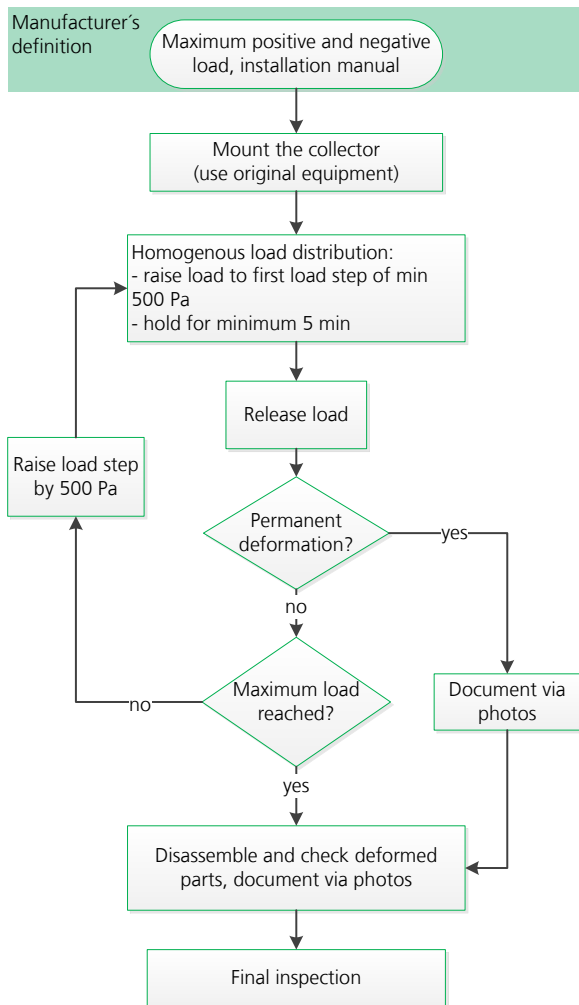 Manufacturer´s
definition
Maximum positive and negative
load, installation manual
Mount the collector
(use original equipment)
Homogenous load distribution:
- raise load to first load step of min
500 Pa
- hold for minimum 5 min
Release load
Raise load step
by 500 Pa
Permanent
deformation?
yes
no
Maximum load
reached?
no
Document via
photos
yes
Disassemble and check deformed
parts, document via photos
Final inspection